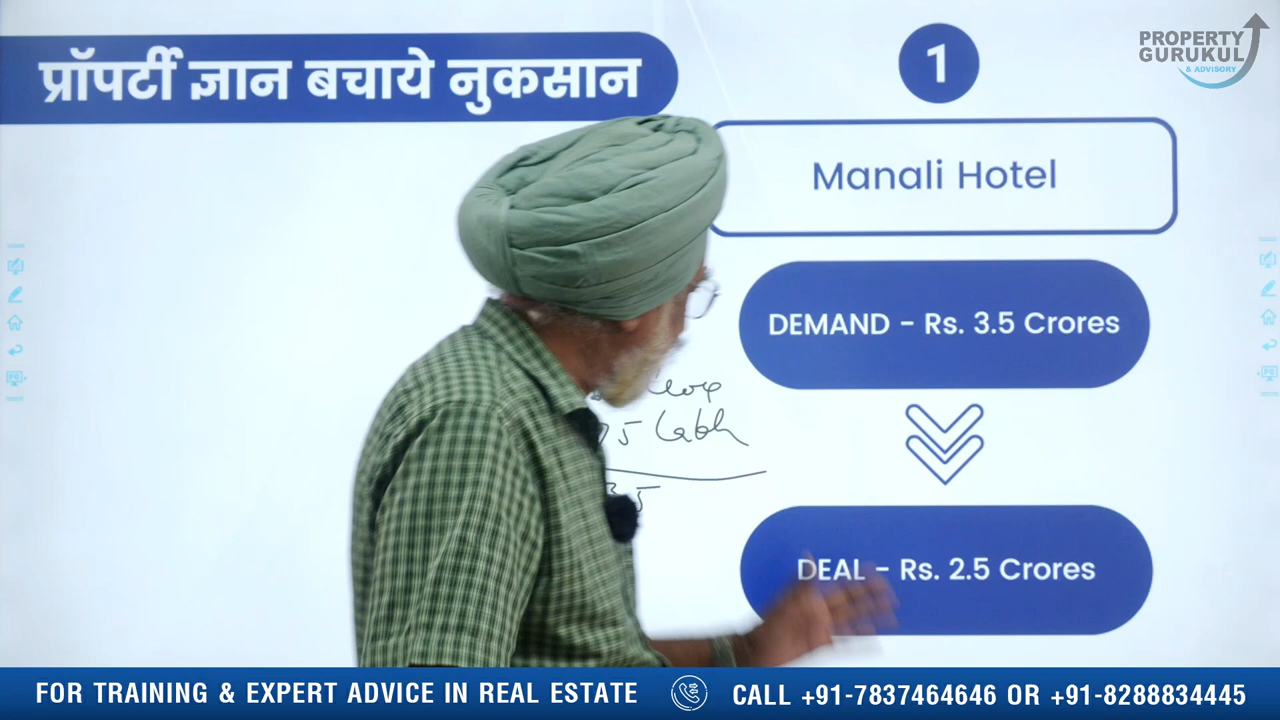 प्रॉपर्टी ज्ञान बचाये नुकसान
1
PROPERTY
GURUKUL
& ADVISORY
Manali Hotel
DEMAND - Rs. 3.5 Crores
DEAL - Rs. 2.5 Crores
FOR TRAINING & EXPERT ADVICE IN REAL ESTATE
CALL +91-7837464646 OR +91-8288834445